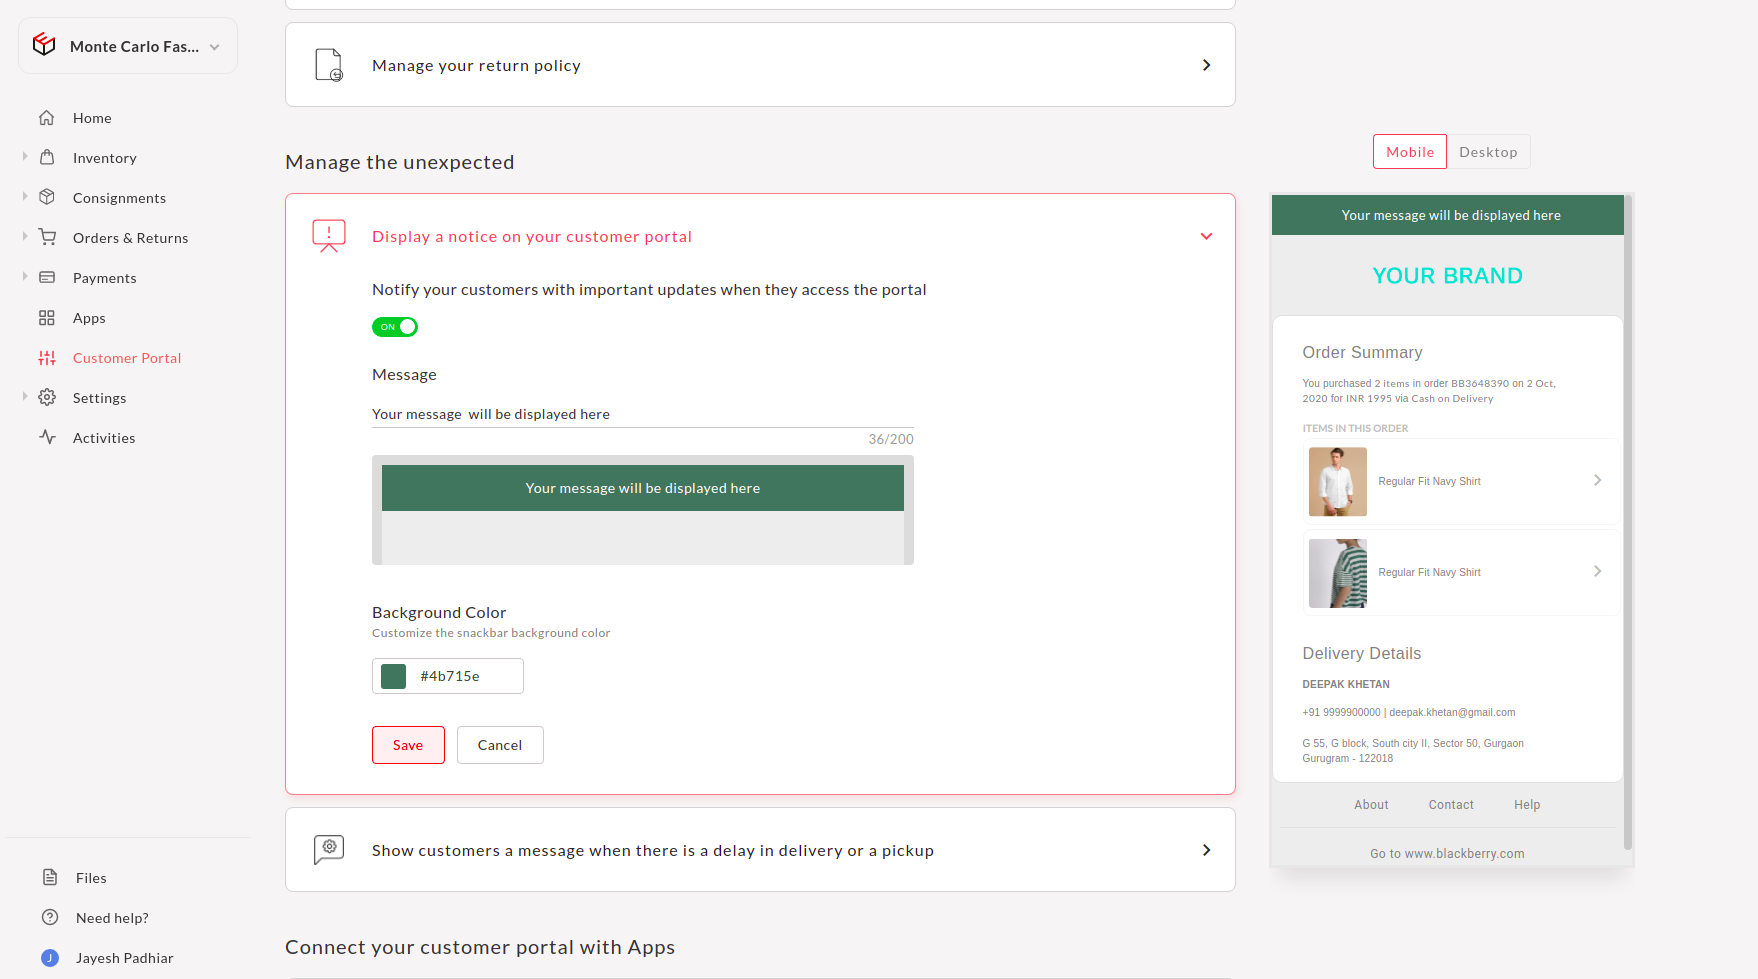 Monte Carlo Fas...
Home
Inventory
Consignments
Orders & Returns
Payments
Apps
Customer Portal
Settings
Activities
Files
Need help?
J
Jayesh Padhiar
Manage your return policy
Manage the unexpected
Display a notice on your customer portal
Notify your customers with important updates when they access the portal
ON
Message
Your message  will be displayed here
36/200
Your message will be displayed here
Background Color
Customize the snackbar background color
#4b715e
Save
Cancel
Show customers a message when there is a delay in delivery or a pickup
Connect your customer portal with Apps
Mobile
Desktop
Your message will be displayed here
YOUR BRAND
Order Summary
You purchased 2 items in order BB3648390 on 2 Oct,
2020 for INR 1995 via Cash on Delivery
ITEMS IN THIS ORDER
Regular Fit Navy Shirt
Regular Fit Navy Shirt
Delivery Details
DEEPAK KHETAN
+91 9999900000 | deepak.khetan@gmail.com
G 55, G block, South city II, Sector 50, Gurgaon
Gurugram - 122018
About
Contact
Help
Go to www.blackberry.com